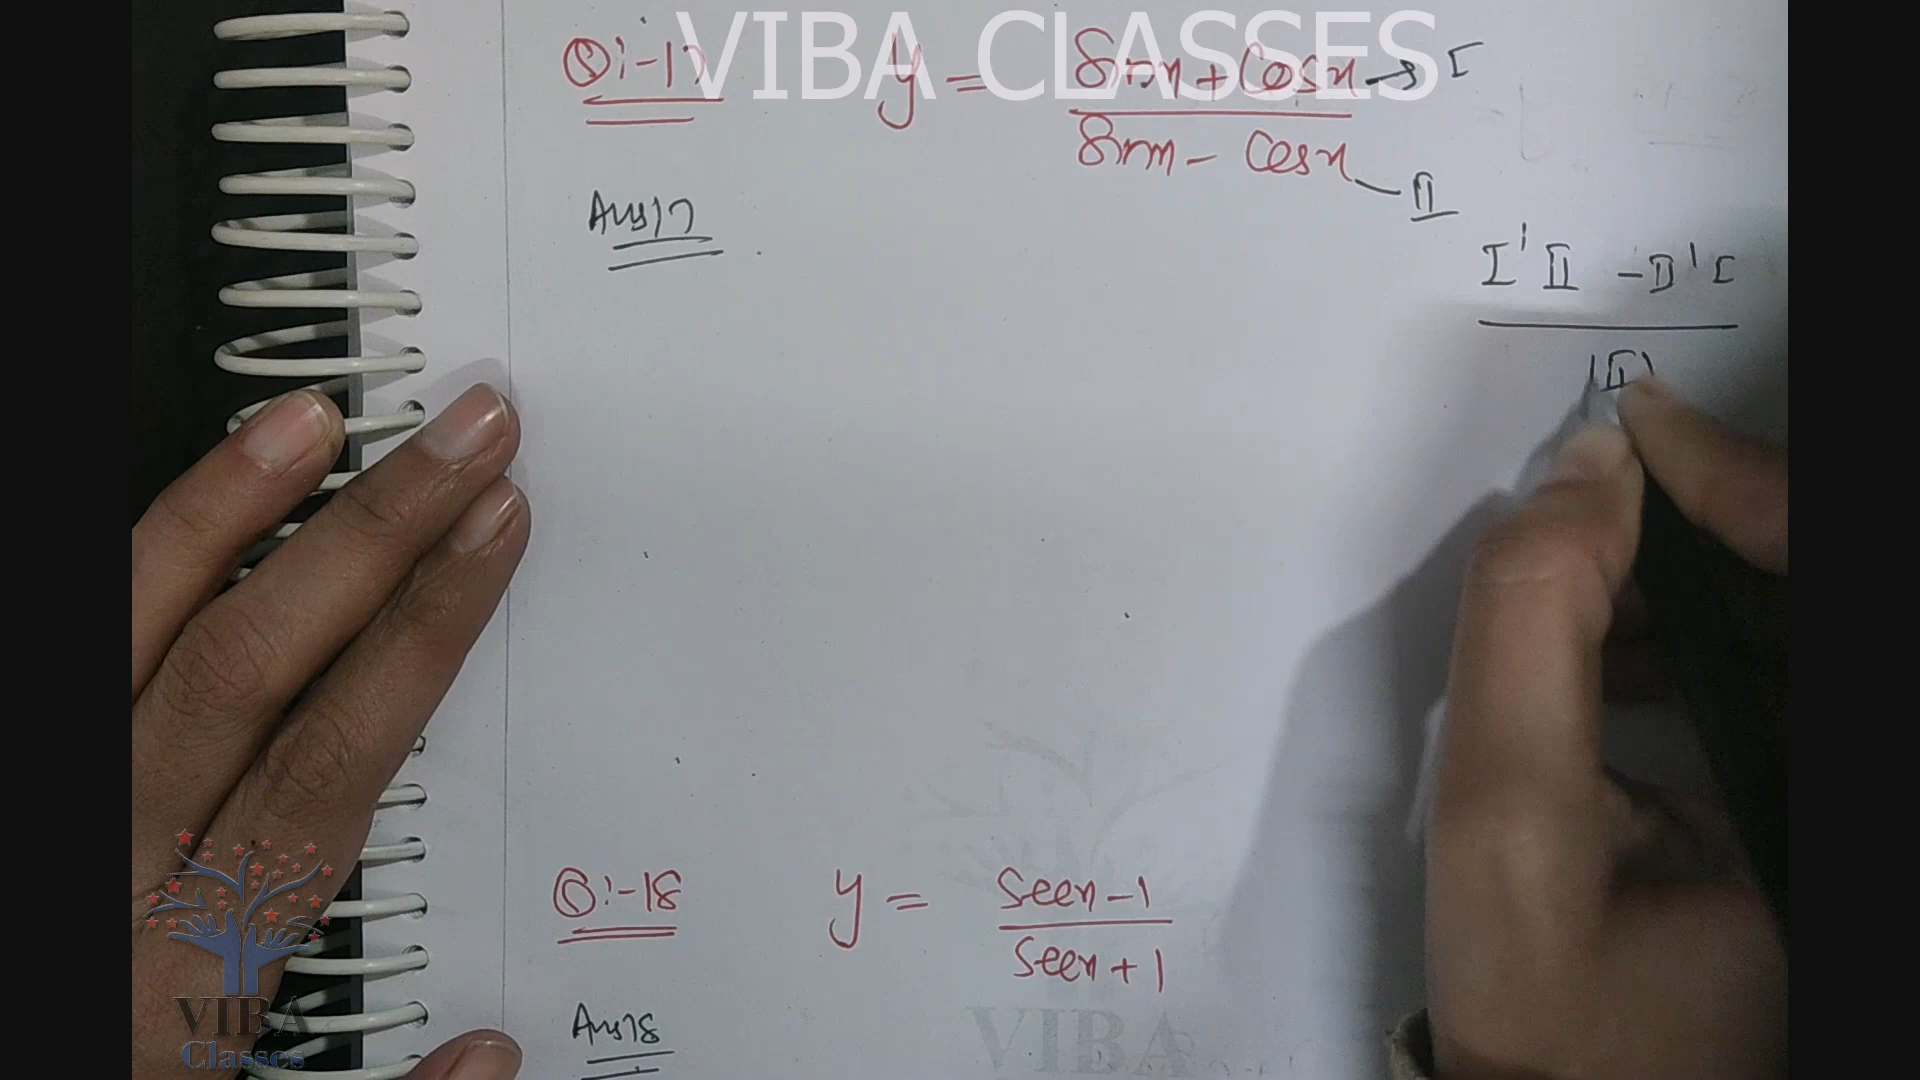 VIBA CLASSES
Q:-17 y = Sinx + Cosx → I
Sinx - Cosx — II
Ans17
I' II - II' I
(II)
Q:-18 y = Secx - 1
Secx + 1
Ans18
VIBA
Classes
VIBA